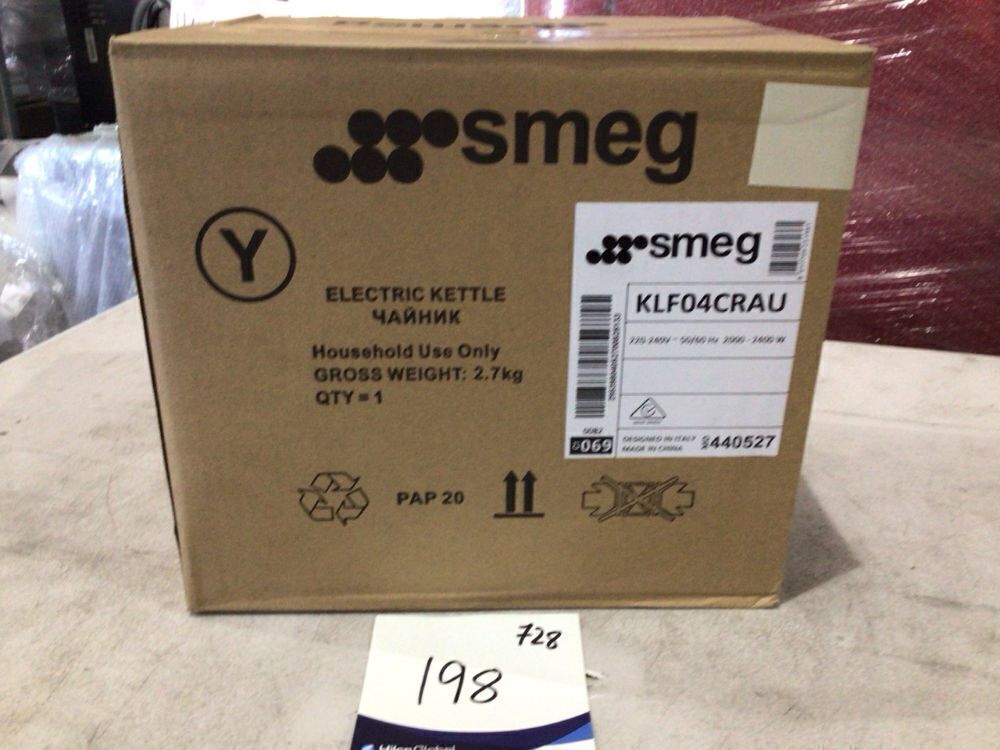 smeg
Y
ELECTRIC KETTLE
ЧАЙНИК
Household Use Only
GROSS WEIGHT: 2.7kg
QTY = 1
PAP 20
smeg
KLF04CRAU
220-240V ~ 50/60 Hz 2000 - 2400 W
069
DESIGNED IN ITALY
MADE IN CHINA
440527
728
198